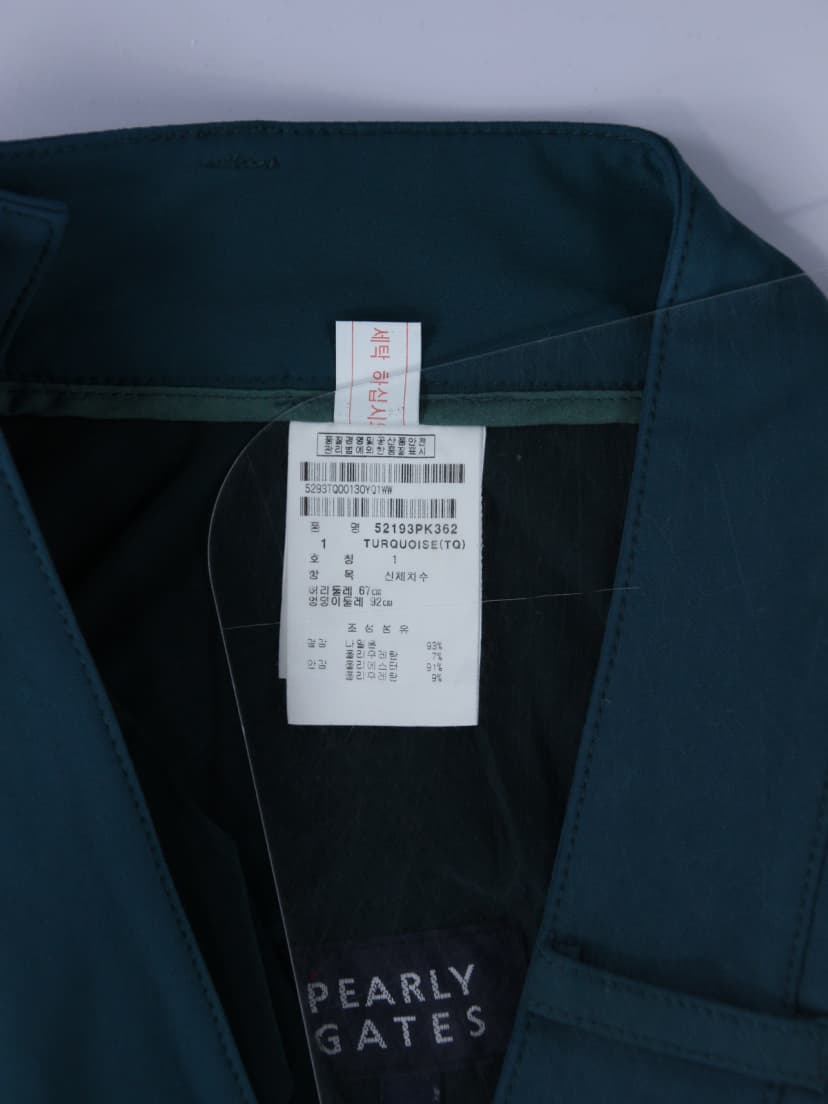 세탁 하십시오
품질경영및공산품안전
관리법에의한품질표시
5293TQ00130YQ1WW
품 명 52193PK362
1 TURQUOISE(TQ)
호 칭 1
항 목 신체치수
허리둘레 67cm
엉덩이둘레 92cm
조성섬유
겉감 나일론 93%
폴리우레탄 7%
안감 폴리에스터 91%
폴리우레탄 9%
PEARLY
GATES